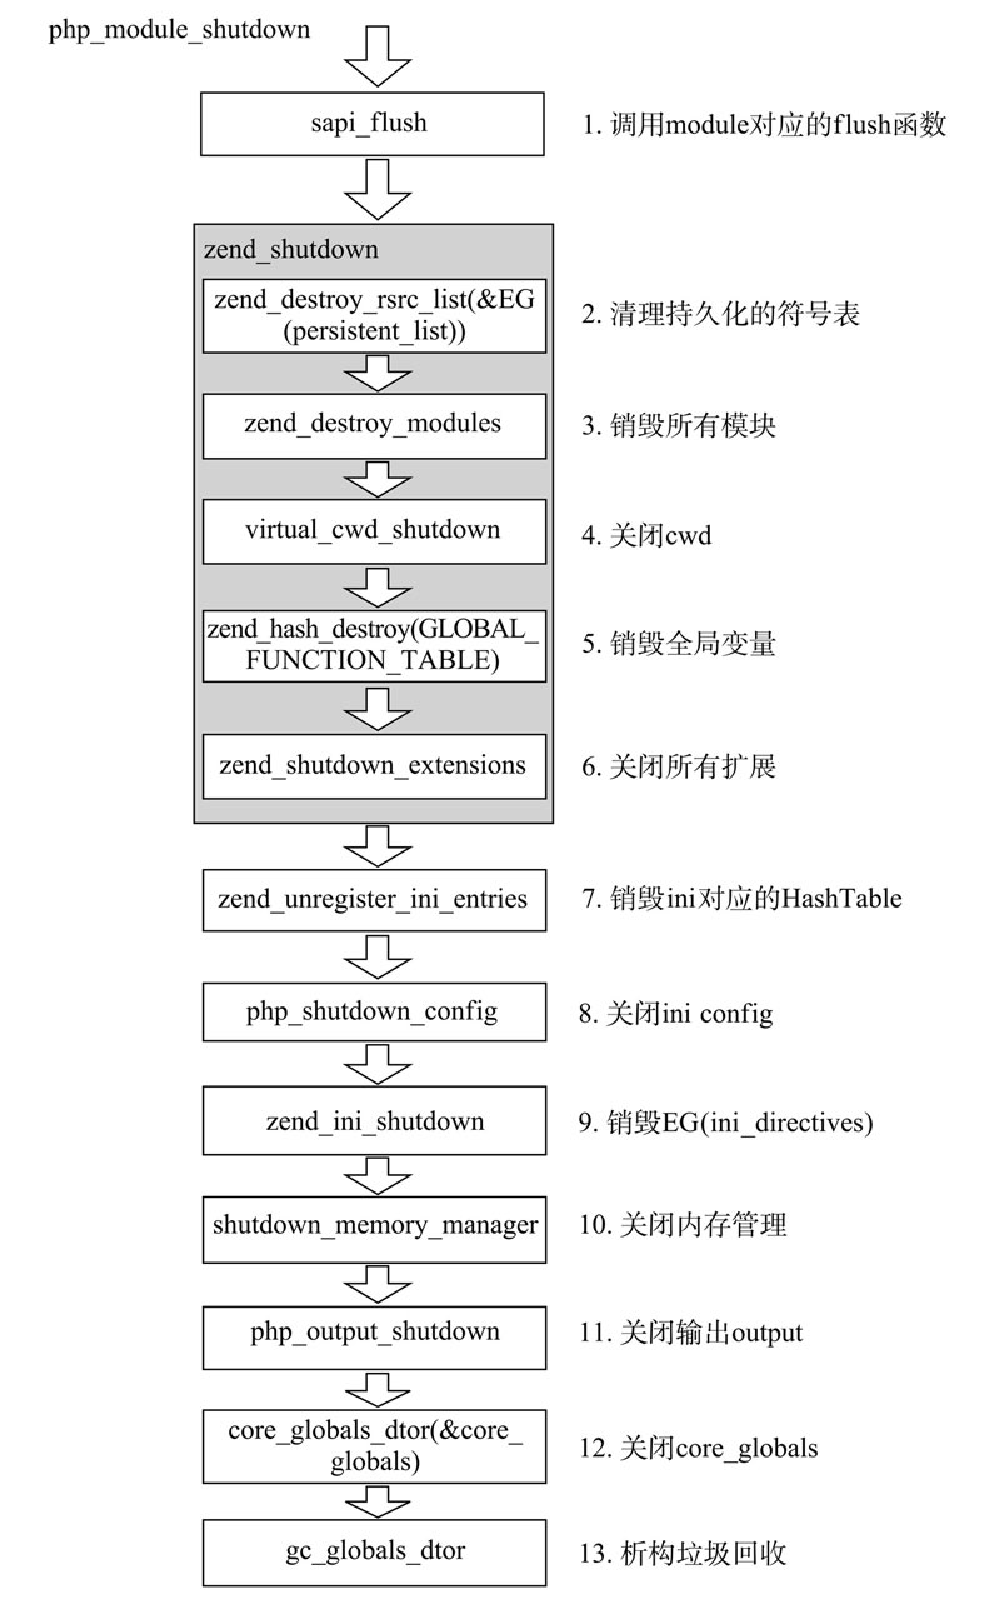 php_module_shutdown
sapi_flush
1. 调用module对应的flush函数
zend_shutdown
zend_destroy_rsrc_list(&EG
(persistent_list))
2. 清理持久化的符号表
zend_destroy_modules
3. 销毁所有模块
virtual_cwd_shutdown
4. 关闭cwd
zend_hash_destroy(GLOBAL_
FUNCTION_TABLE)
5. 销毁全局变量
zend_shutdown_extensions
6. 关闭所有扩展
zend_unregister_ini_entries
7. 销毁ini对应的HashTable
php_shutdown_config
8. 关闭ini config
zend_ini_shutdown
9. 销毁EG(ini_directives)
shutdown_memory_manager
10. 关闭内存管理
php_output_shutdown
11. 关闭输出output
core_globals_dtor(&core_
globals)
12. 关闭core_globals
gc_globals_dtor
13. 析构垃圾回收